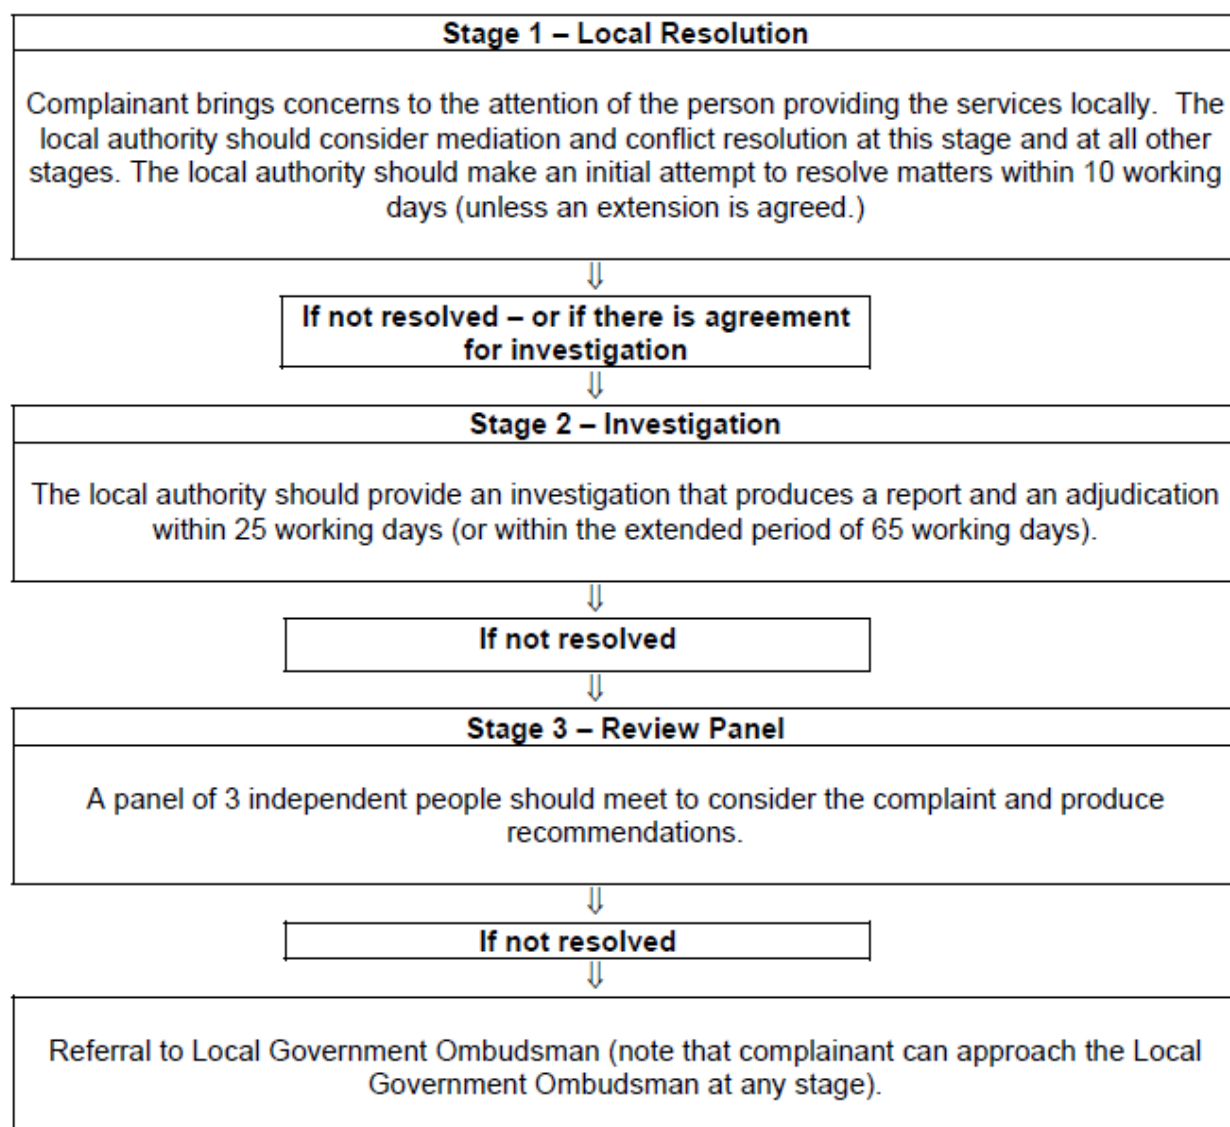 Stage 1 – Local Resolution
Complainant brings concerns to the attention of the person providing the services locally.  The
local authority should consider mediation and conflict resolution at this stage and at all other
stages. The local authority should make an initial attempt to resolve matters within 10 working
days (unless an extension is agreed.)
⇓
If not resolved – or if there is agreement
for investigation
⇓
Stage 2 – Investigation
The local authority should provide an investigation that produces a report and an adjudication
within 25 working days (or within the extended period of 65 working days).
⇓
If not resolved
⇓
Stage 3 – Review Panel
A panel of 3 independent people should meet to consider the complaint and produce
recommendations.
⇓
If not resolved
⇓
Referral to Local Government Ombudsman (note that complainant can approach the Local
Government Ombudsman at any stage).